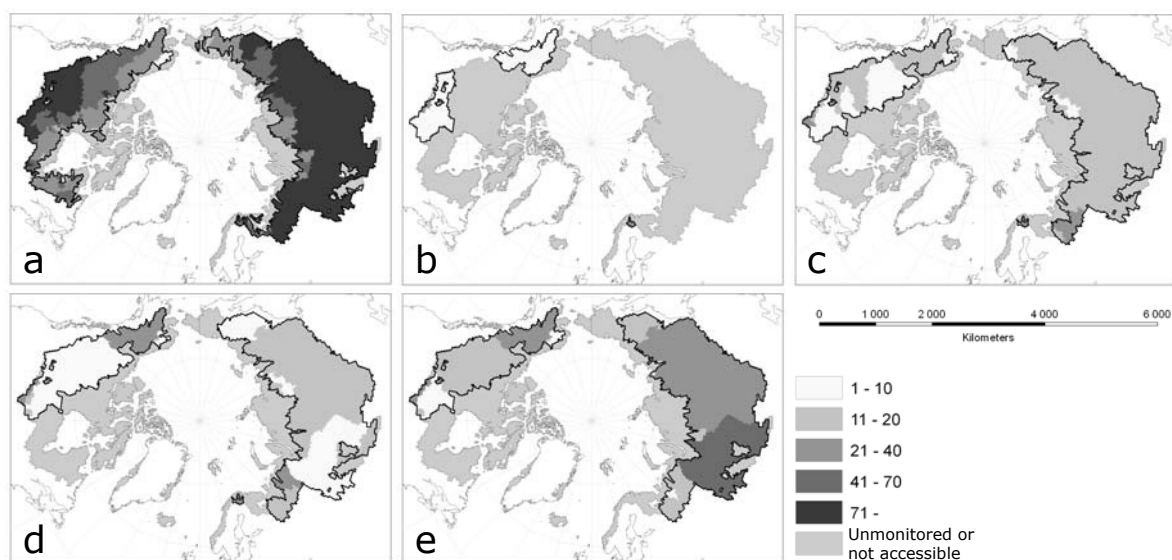 a
b
c
d
e
0 1 000 2 000 4 000 6 000
Kilometers
1 - 10
11 - 20
21 - 40
41 - 70
71 -
Unmonitored or
not accessible